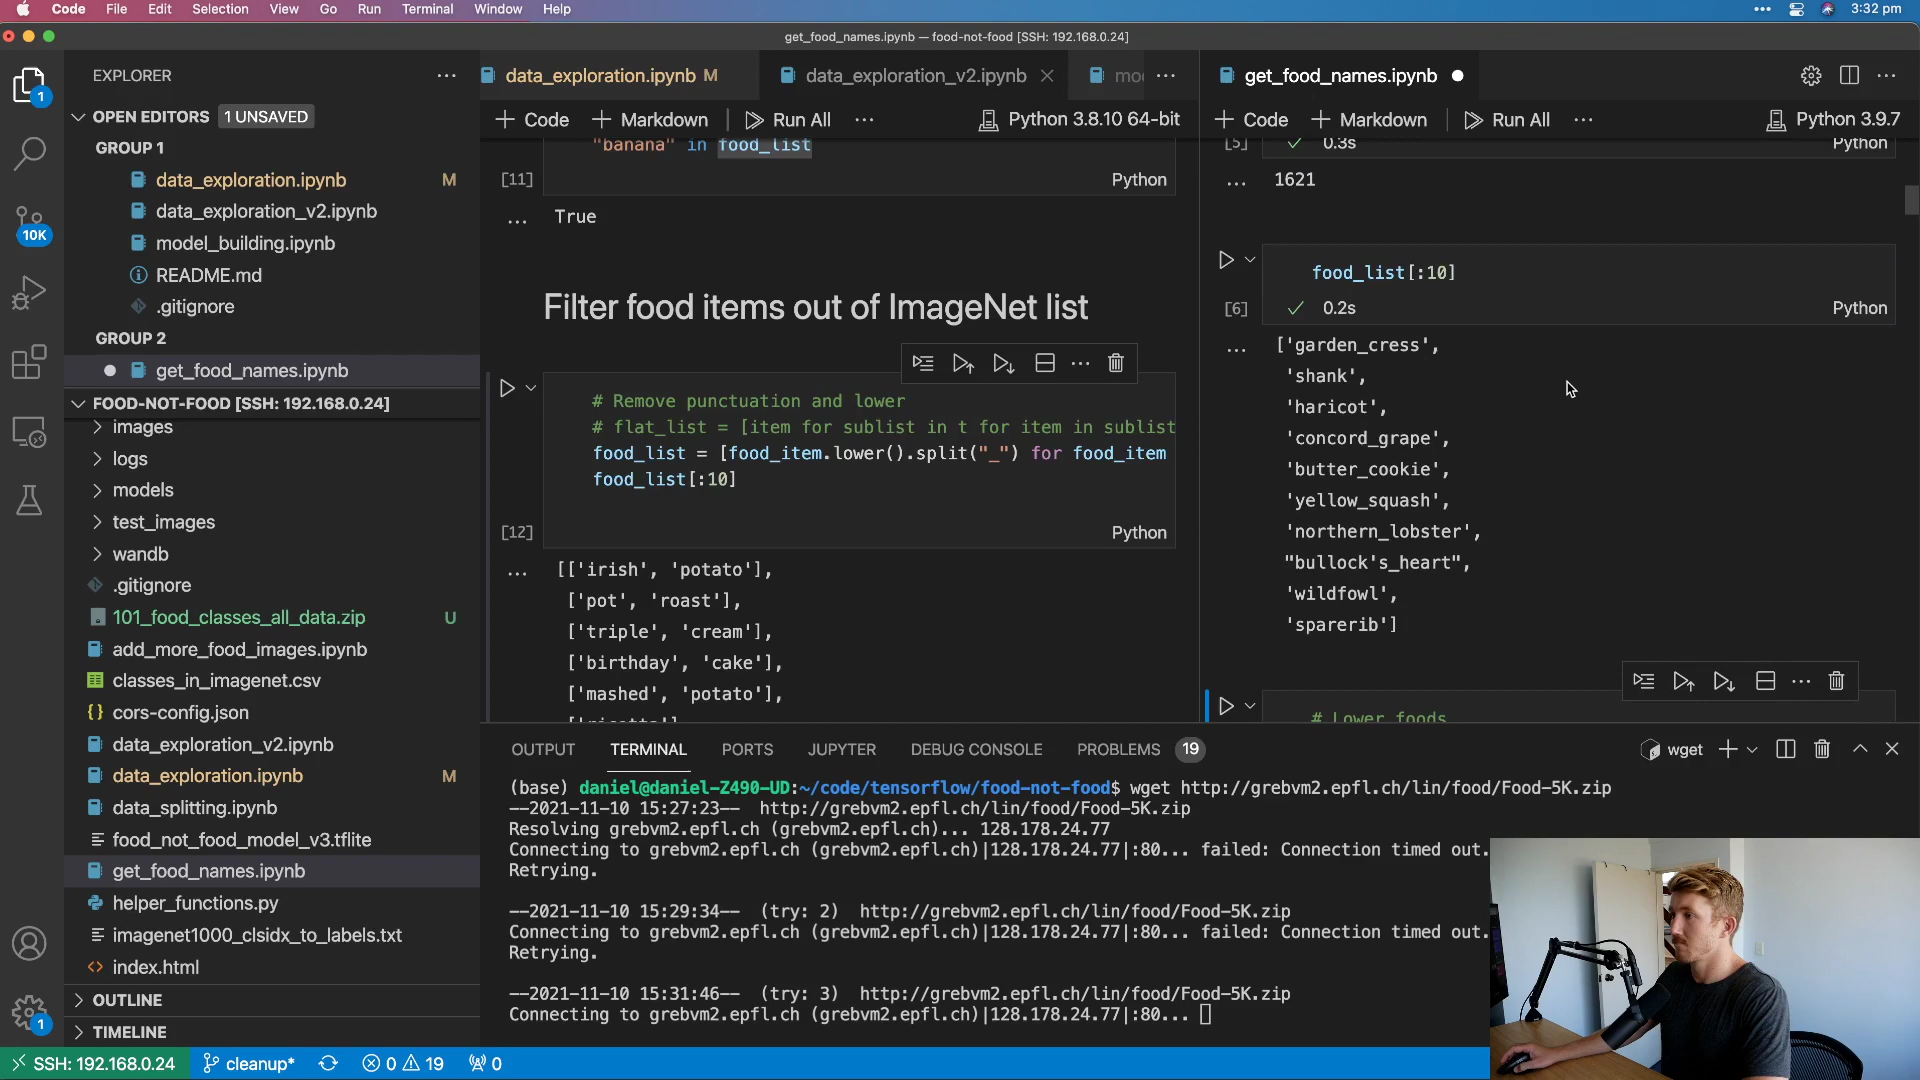 Code File Edit Selection View Go Run Terminal Window Help 3:32 pm
get_food_names.ipynb — food-not-food [SSH: 192.168.0.24]
EXPLORER
OPEN EDITORS 1 UNSAVED
GROUP 1
data_exploration.ipynb M
data_exploration_v2.ipynb
model_building.ipynb
README.md
.gitignore
GROUP 2
get_food_names.ipynb
FOOD-NOT-FOOD [SSH: 192.168.0.24]
images
logs
models
test_images
wandb
.gitignore
101_food_classes_all_data.zip U
add_more_food_images.ipynb
classes_in_imagenet.csv
cors-config.json
data_exploration_v2.ipynb
data_exploration.ipynb M
data_splitting.ipynb
food_not_food_model_v3.tflite
get_food_names.ipynb
helper_functions.py
imagenet1000_clsidx_to_labels.txt
index.html
OUTLINE
TIMELINE
1
10K
1
data_exploration.ipynb M data_exploration_v2.ipynb
+ Code + Markdown Run All ... Python 3.8.10 64-bit
"banana" in food_list
[11] Python
... True
Filter food items out of ImageNet list
# Remove punctuation and lower
# flat_list = [item for sublist in t for item in sublist
food_list = [food_item.lower().split("_") for food_item
food_list[:10]
[12] Python
... [['irish', 'potato'],
['pot', 'roast'],
['triple', 'cream'],
['birthday', 'cake'],
['mashed', 'potato'],
get_food_names.ipynb
+ Code + Markdown Run All ... Python 3.9.7
[5] 0.3s Python
... 1621
food_list[:10]
[6] 0.2s Python
... ['garden_cress',
'shank',
'haricot',
'concord_grape',
'butter_cookie',
'yellow_squash',
'northern_lobster',
"bullock's_heart",
'wildfowl',
'sparerib']
# Lower foods
OUTPUT TERMINAL PORTS JUPYTER DEBUG CONSOLE PROBLEMS 19 wget
(base) daniel@daniel-Z490-UD:~/code/tensorflow/food-not-food$ wget http://grebvm2.epfl.ch/lin/food/Food-5K.zip
--2021-11-10 15:27:23-- http://grebvm2.epfl.ch/lin/food/Food-5K.zip
Resolving grebvm2.epfl.ch (grebvm2.epfl.ch)... 128.178.24.77
Connecting to grebvm2.epfl.ch (grebvm2.epfl.ch)|128.178.24.77|:80... failed: Connection timed out.
Retrying.
--2021-11-10 15:29:34-- (try: 2) http://grebvm2.epfl.ch/lin/food/Food-5K.zip
Connecting to grebvm2.epfl.ch (grebvm2.epfl.ch)|128.178.24.77|:80... failed: Connection timed out.
Retrying.
--2021-11-10 15:31:46-- (try: 3) http://grebvm2.epfl.ch/lin/food/Food-5K.zip
Connecting to grebvm2.epfl.ch (grebvm2.epfl.ch)|128.178.24.77|:80...
SSH: 192.168.0.24 cleanup* 0 19 0